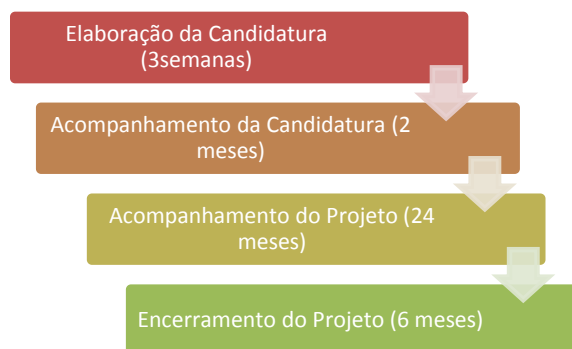 Elaboração da Candidatura
(3semanas)
Acompanhamento da Candidatura (2
meses)
Acompanhamento do Projeto (24
meses)
Encerramento do Projeto (6 meses)